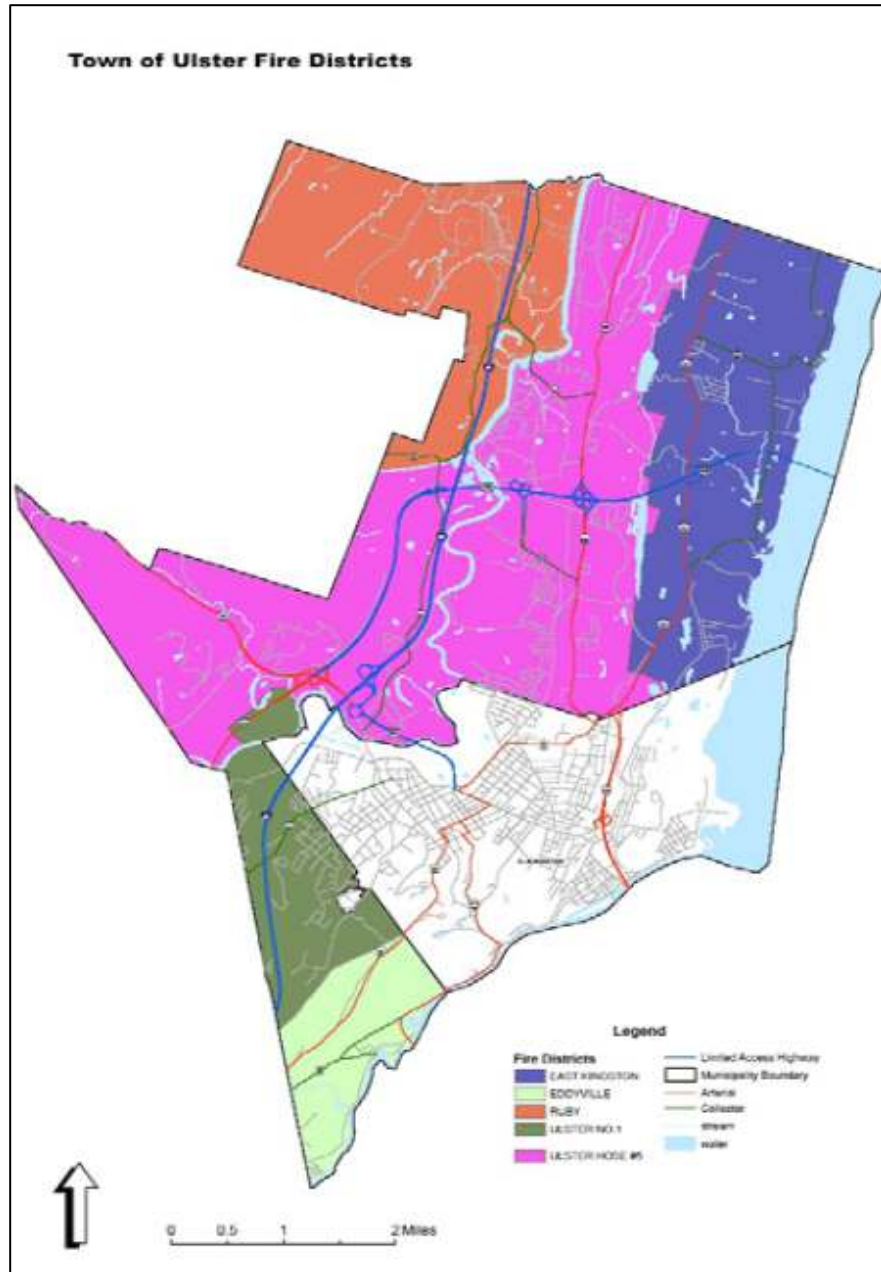 Town of Ulster Fire Districts
Legend
Fire Districts
EAST KINGSTON
EDDYVILLE
RUBY
ULSTER NO.1
ULSTER HOSE #5
Limited Access Highway
Municipality Boundary
Arterial
Collector
stream
water
0 0.5 1 2 Miles